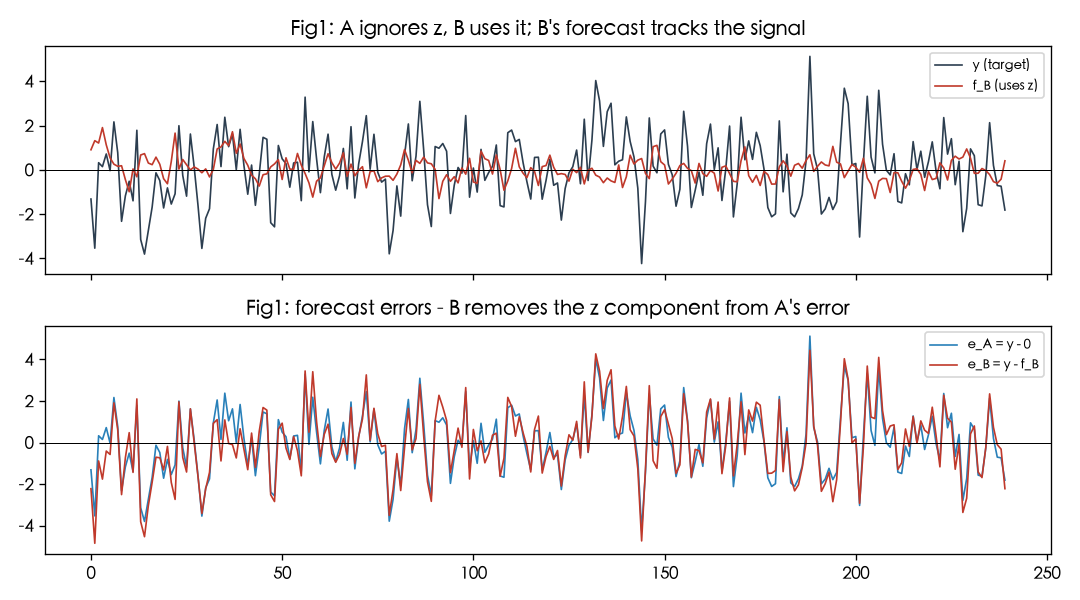 Fig1: A ignores z, B uses it; B's forecast tracks the signal
4
2
0
-2
-4
y (target)
f_B (uses z)
Fig1: forecast errors - B removes the z component from A's error
4
2
0
-2
-4
e_A = y - 0
e_B = y - f_B
0 50 100 150 200 250